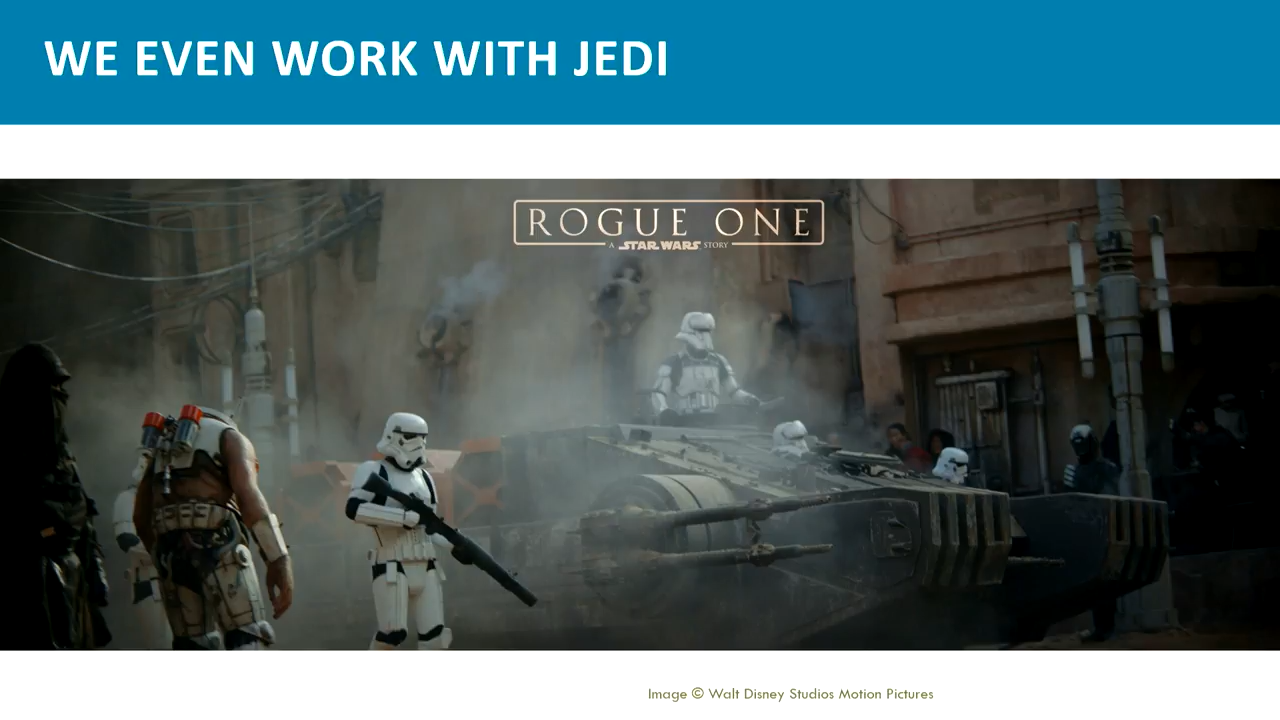 WE EVEN WORK WITH JEDI
ROGUE ONE
A STAR WARS STORY
Image © Walt Disney Studios Motion Pictures